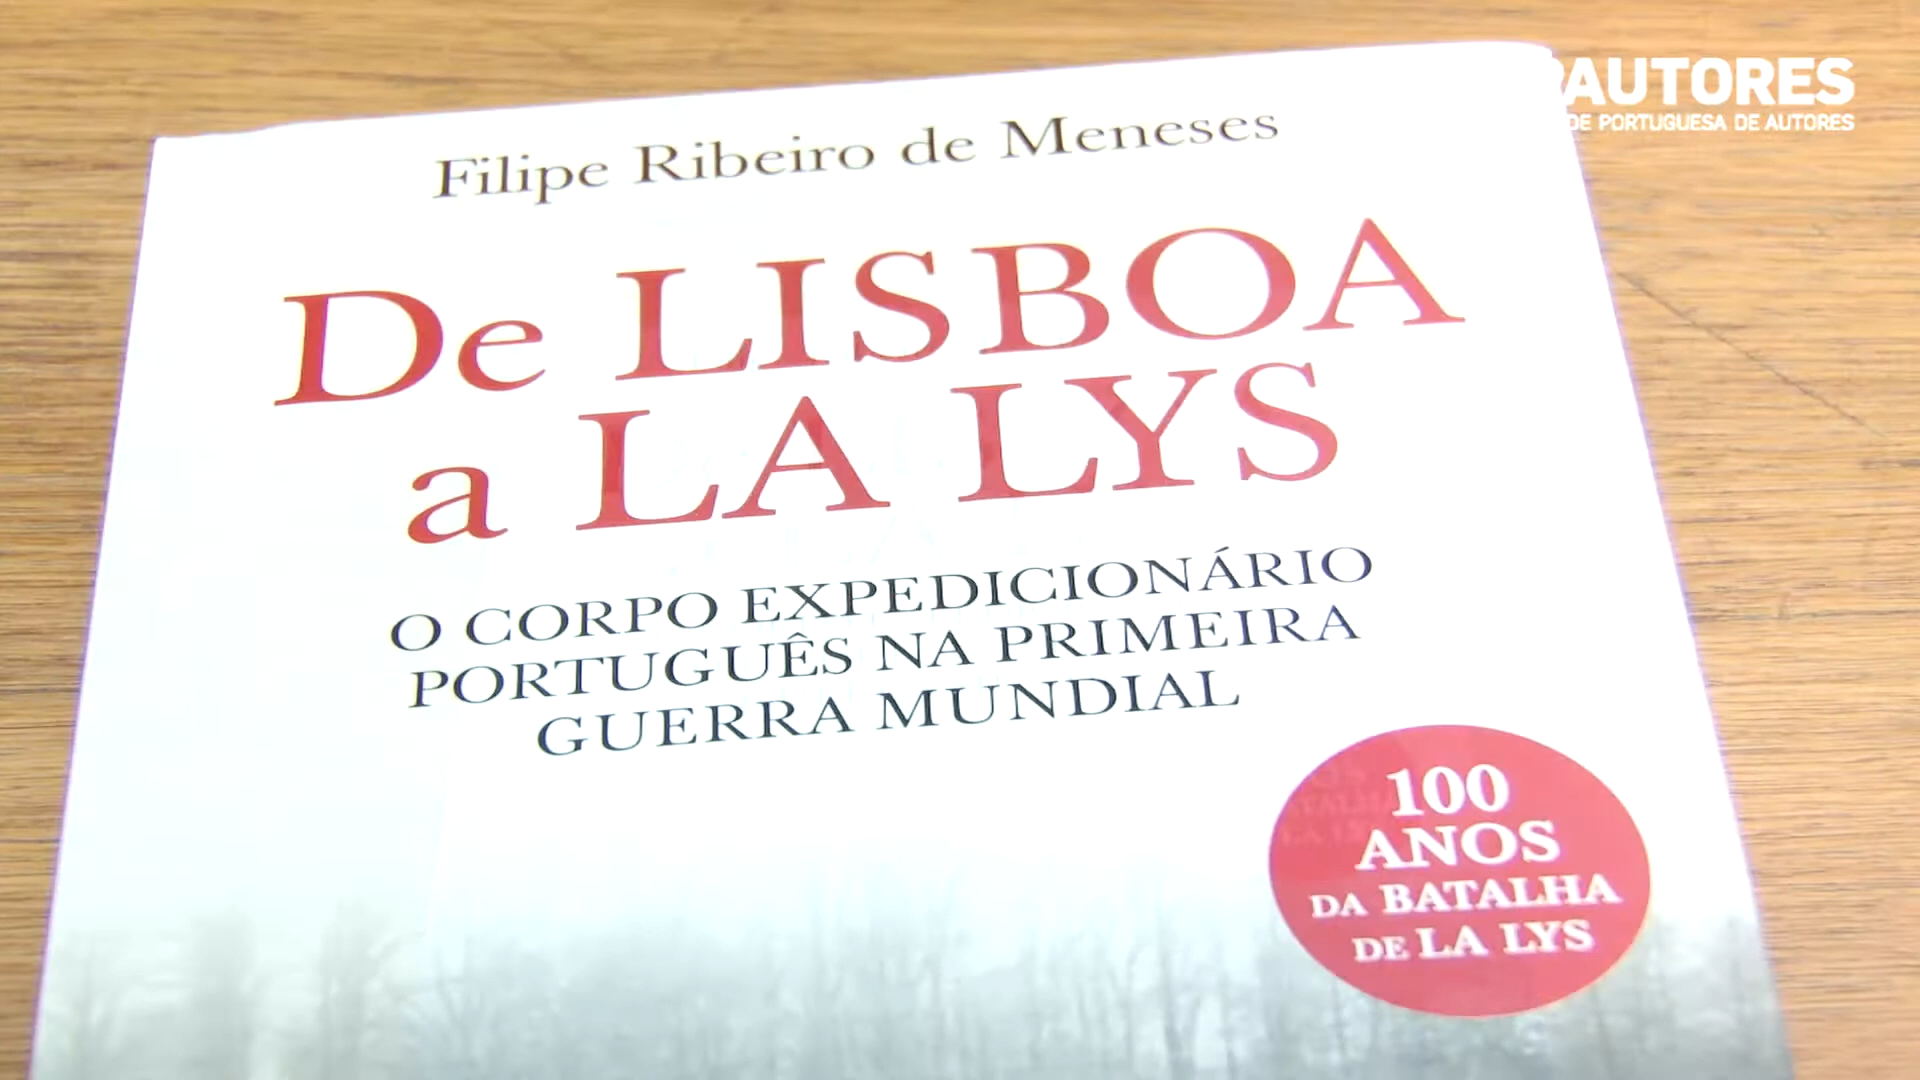 AUTORES
DE PORTUGUESA DE AUTORES
Filipe Ribeiro de Meneses
De LISBOA
a LA LYS
O CORPO EXPEDICIONÁRIO
PORTUGUÊS NA PRIMEIRA
GUERRA MUNDIAL
100
ANOS
DA BATALHA
DE LA LYS